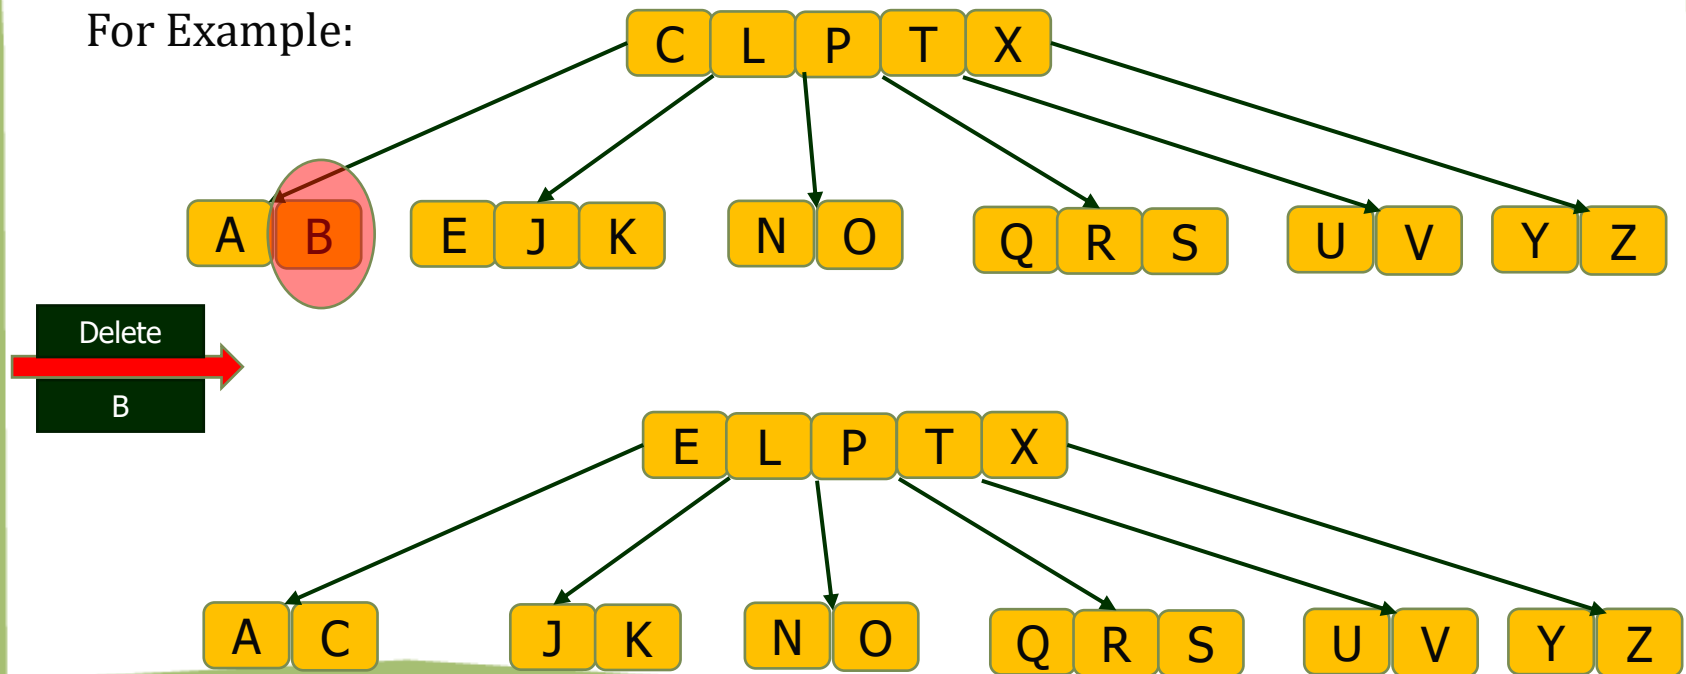 For Example:
C L P T X
A B E J K N O Q R S U V Y Z
Delete
B
E L P T X
A C J K N O Q R S U V Y Z